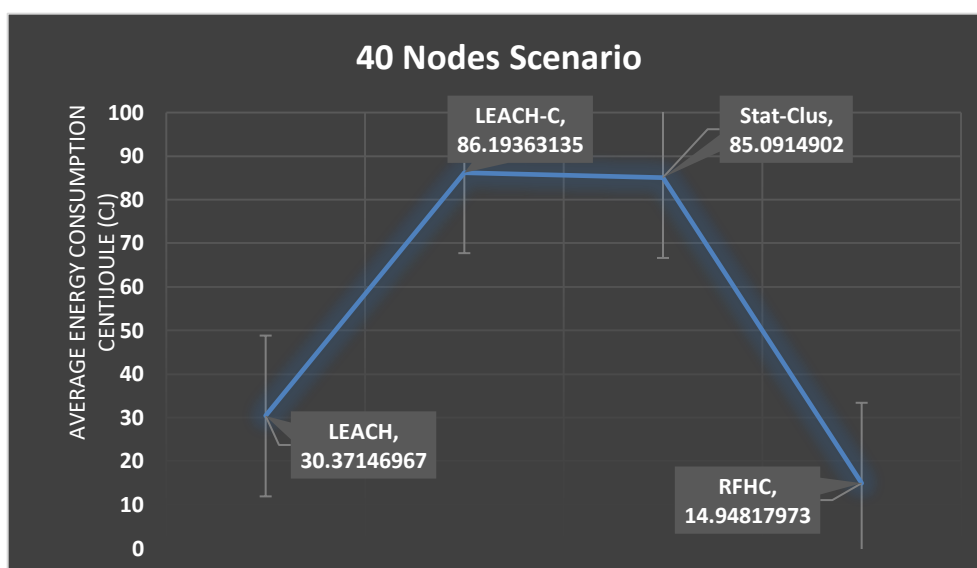 40 Nodes Scenario
AVERAGE ENERGY CONSUMPTION
CENTIJOULE (CJ)
100
90
80
70
60
50
40
30
20
10
0
LEACH-C,
86.19363135
Stat-Clus,
85.0914902
LEACH,
30.37146967
RFHC,
14.94817973